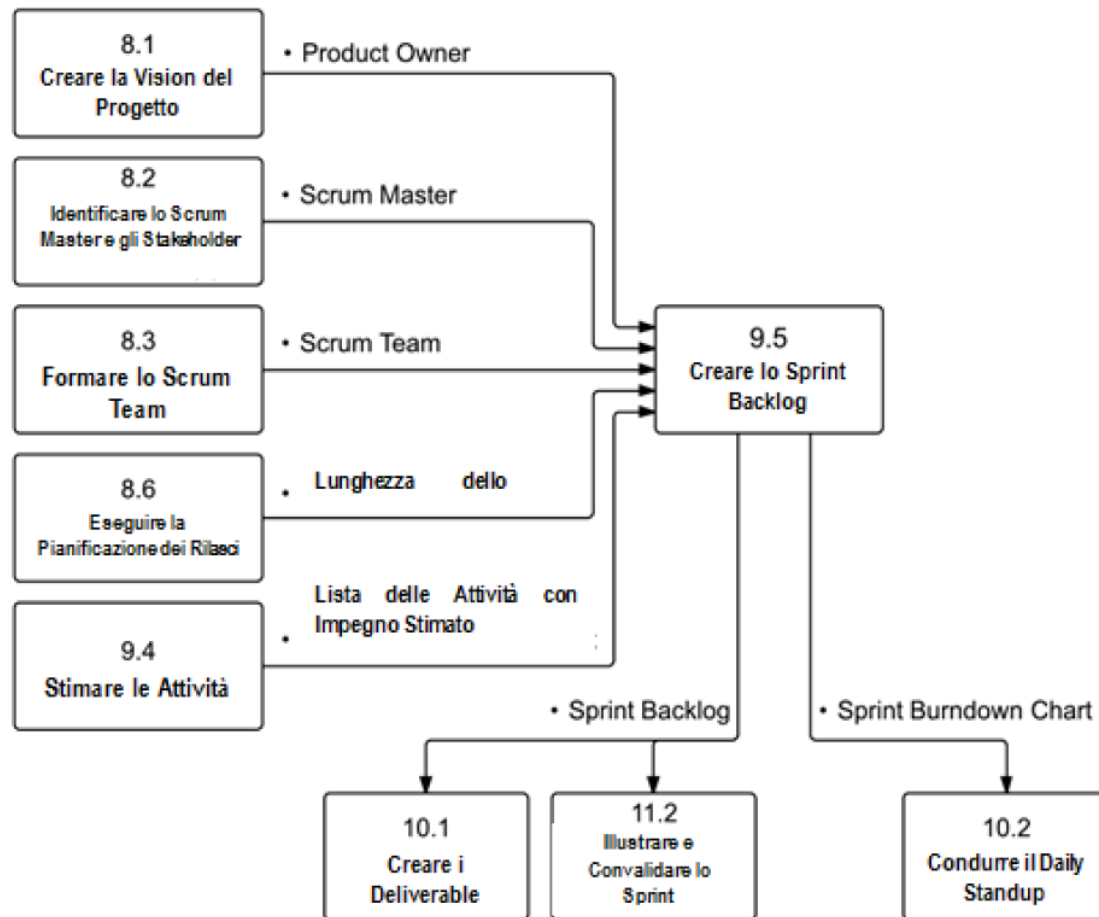 8.1
Creare la Vision del
Progetto
• Product Owner
8.2
Identificare lo Scrum
Master e gli Stakeholder
• Scrum Master
8.3
Formare lo Scrum
Team
• Scrum Team
8.6
Eseguire la
Pianificazione dei Rilasci
• Lunghezza dello
9.4
Stimare le Attività
Lista delle Attività con
• Impegno Stimato
9.5
Creare lo Sprint
Backlog
• Sprint Backlog
• Sprint Burndown Chart
10.1
Creare i
Deliverable
11.2
Illustrare e
Convalidare lo
Sprint
10.2
Condurre il Daily
Standup